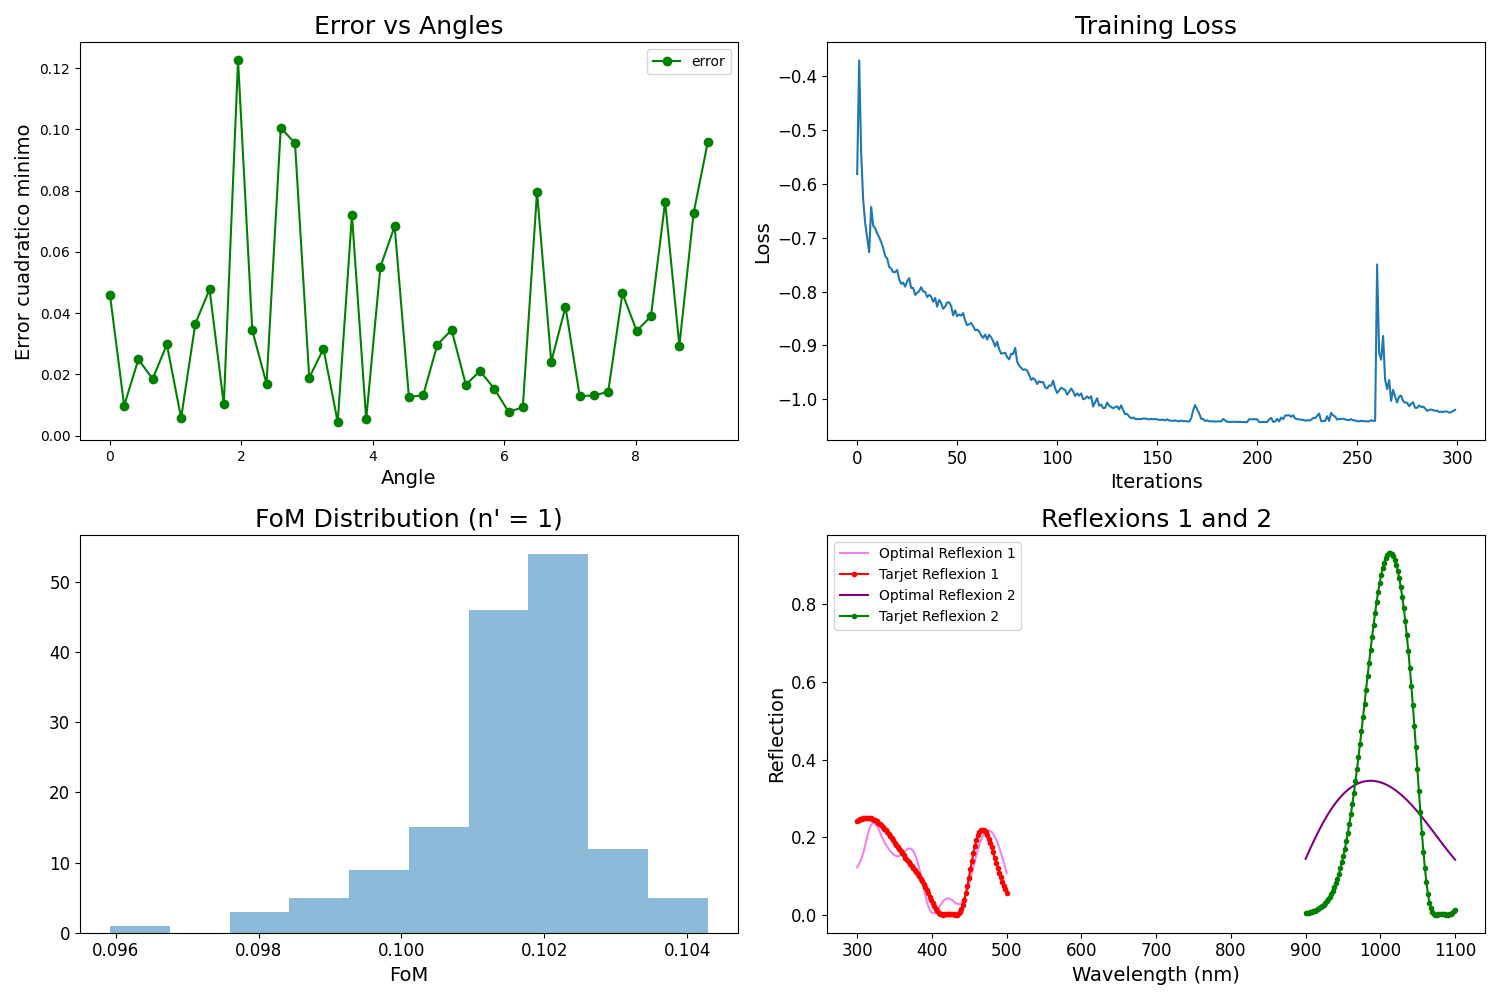 Error vs Angles
Error cuadratico minimo
0.12
0.10
0.08
0.06
0.04
0.02
0.00
error
0 2 4 6 8
Angle
Training Loss
Loss
−0.4
−0.5
−0.6
−0.7
−0.8
−0.9
−1.0
0 50 100 150 200 250 300
Iterations
FoM Distribution (n' = 1)
50
40
30
20
10
0
0.096 0.098 0.100 0.102 0.104
FoM
Reflexions 1 and 2
Reflection
0.8
0.6
0.4
0.2
0.0
Optimal Reflexion 1
Tarjet Reflexion 1
Optimal Reflexion 2
Tarjet Reflexion 2
300 400 500 600 700 800 900 1000 1100
Wavelength (nm)